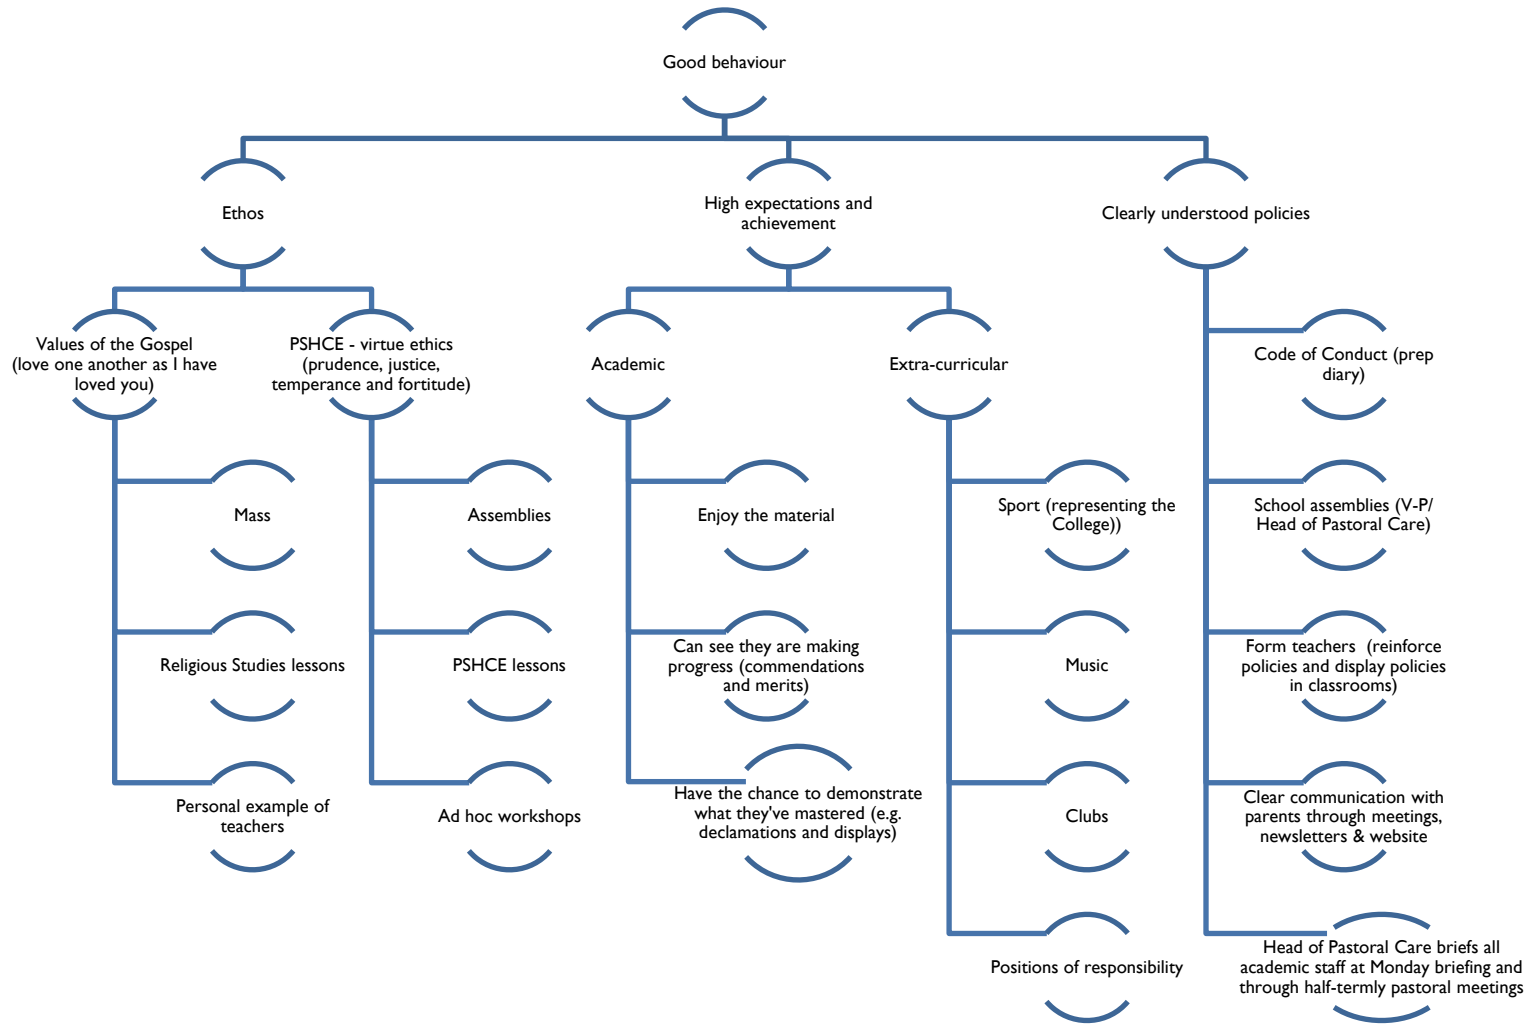 Good behaviour
Ethos
High expectations and
achievement
Clearly understood policies
Values of the Gospel
(love one another as I have
loved you)
PSHCE - virtue ethics
(prudence, justice,
temperance and fortitude)
Academic
Extra-curricular
Code of Conduct (prep
diary)
Mass
Assemblies
Enjoy the material
Sport (representing the
College))
School assemblies (V-P/
Head of Pastoral Care)
Religious Studies lessons
PSHCE lessons
Can see they are making
progress (commendations
and merits)
Music
Form teachers  (reinforce
policies and display policies
in classrooms)
Personal example of
teachers
Ad hoc workshops
Have the chance to demonstrate
what they've mastered (e.g.
declamations and displays)
Clubs
Clear communication with
parents through meetings,
newsletters & website
Positions of responsibility
Head of Pastoral Care briefs all
academic staff at Monday briefing and
through half-termly pastoral meetings